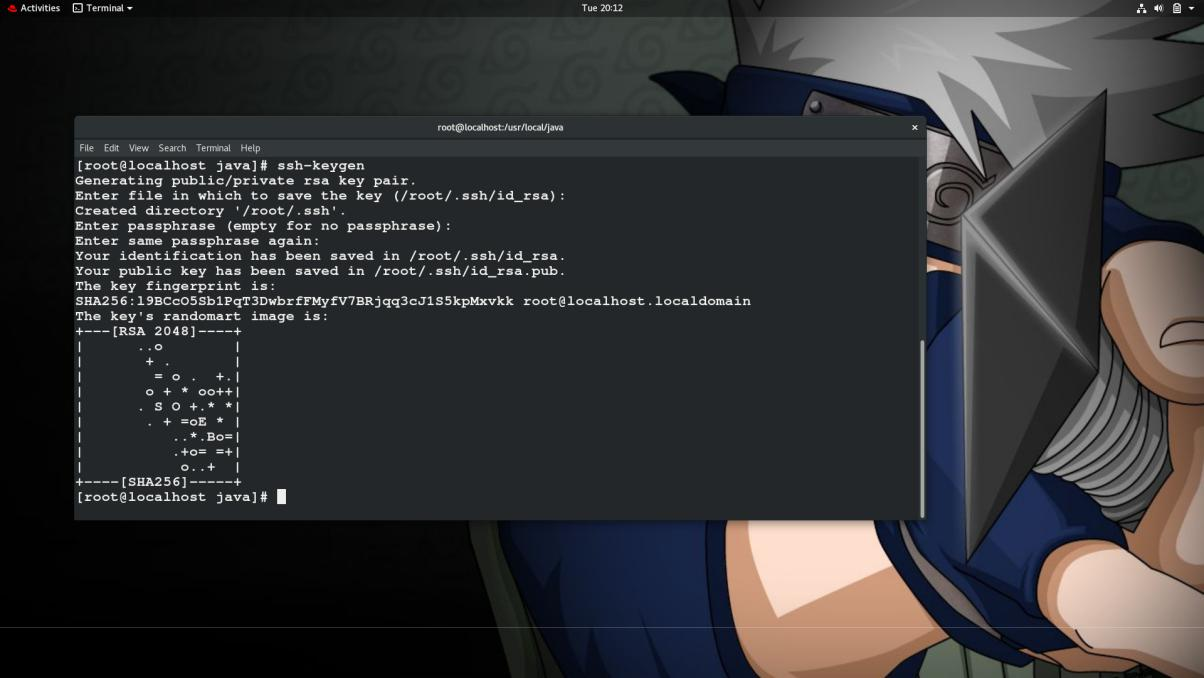 Activities Terminal Tue 20:12
root@localhost:/usr/local/java ×
File Edit View Search Terminal Help
[root@localhost java]# ssh-keygen
Generating public/private rsa key pair.
Enter file in which to save the key (/root/.ssh/id_rsa):
Created directory '/root/.ssh'.
Enter passphrase (empty for no passphrase):
Enter same passphrase again:
Your identification has been saved in /root/.ssh/id_rsa.
Your public key has been saved in /root/.ssh/id_rsa.pub.
The key fingerprint is:
SHA256:l9BCcO5Sb1PqT3DwbrfFMyfV7BRjqq3cJ1S5kpMxvkk root@localhost.localdomain
The key's randomart image is:
+---[RSA 2048]----+
|       ..o         |
|        + .        |
|         = o .  +.|
|        o + * oo++|
|       . S O +.* *|
|        . + =oE * |
|           ..*.Bo=|
|           .+o= =+|
|            o..+  |
+----[SHA256]-----+
[root@localhost java]#